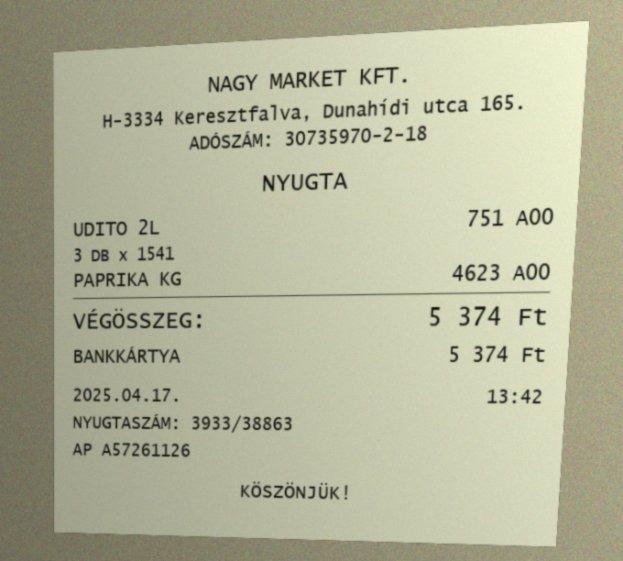 NAGY MARKET KFT.
H-3334 Keresztfalva, Dunahídi utca 165.
ADÓSZÁM: 30735970-2-18
NYUGTA
UDITO 2L 751 A00
3 DB x 1541
PAPRIKA KG 4623 A00
VÉGÖSSZEG: 5 374 Ft
BANKKÁRTYA 5 374 Ft
2025.04.17. 13:42
NYUGTASZÁM: 3933/38863
AP A57261126
KÖSZÖNJÜK!